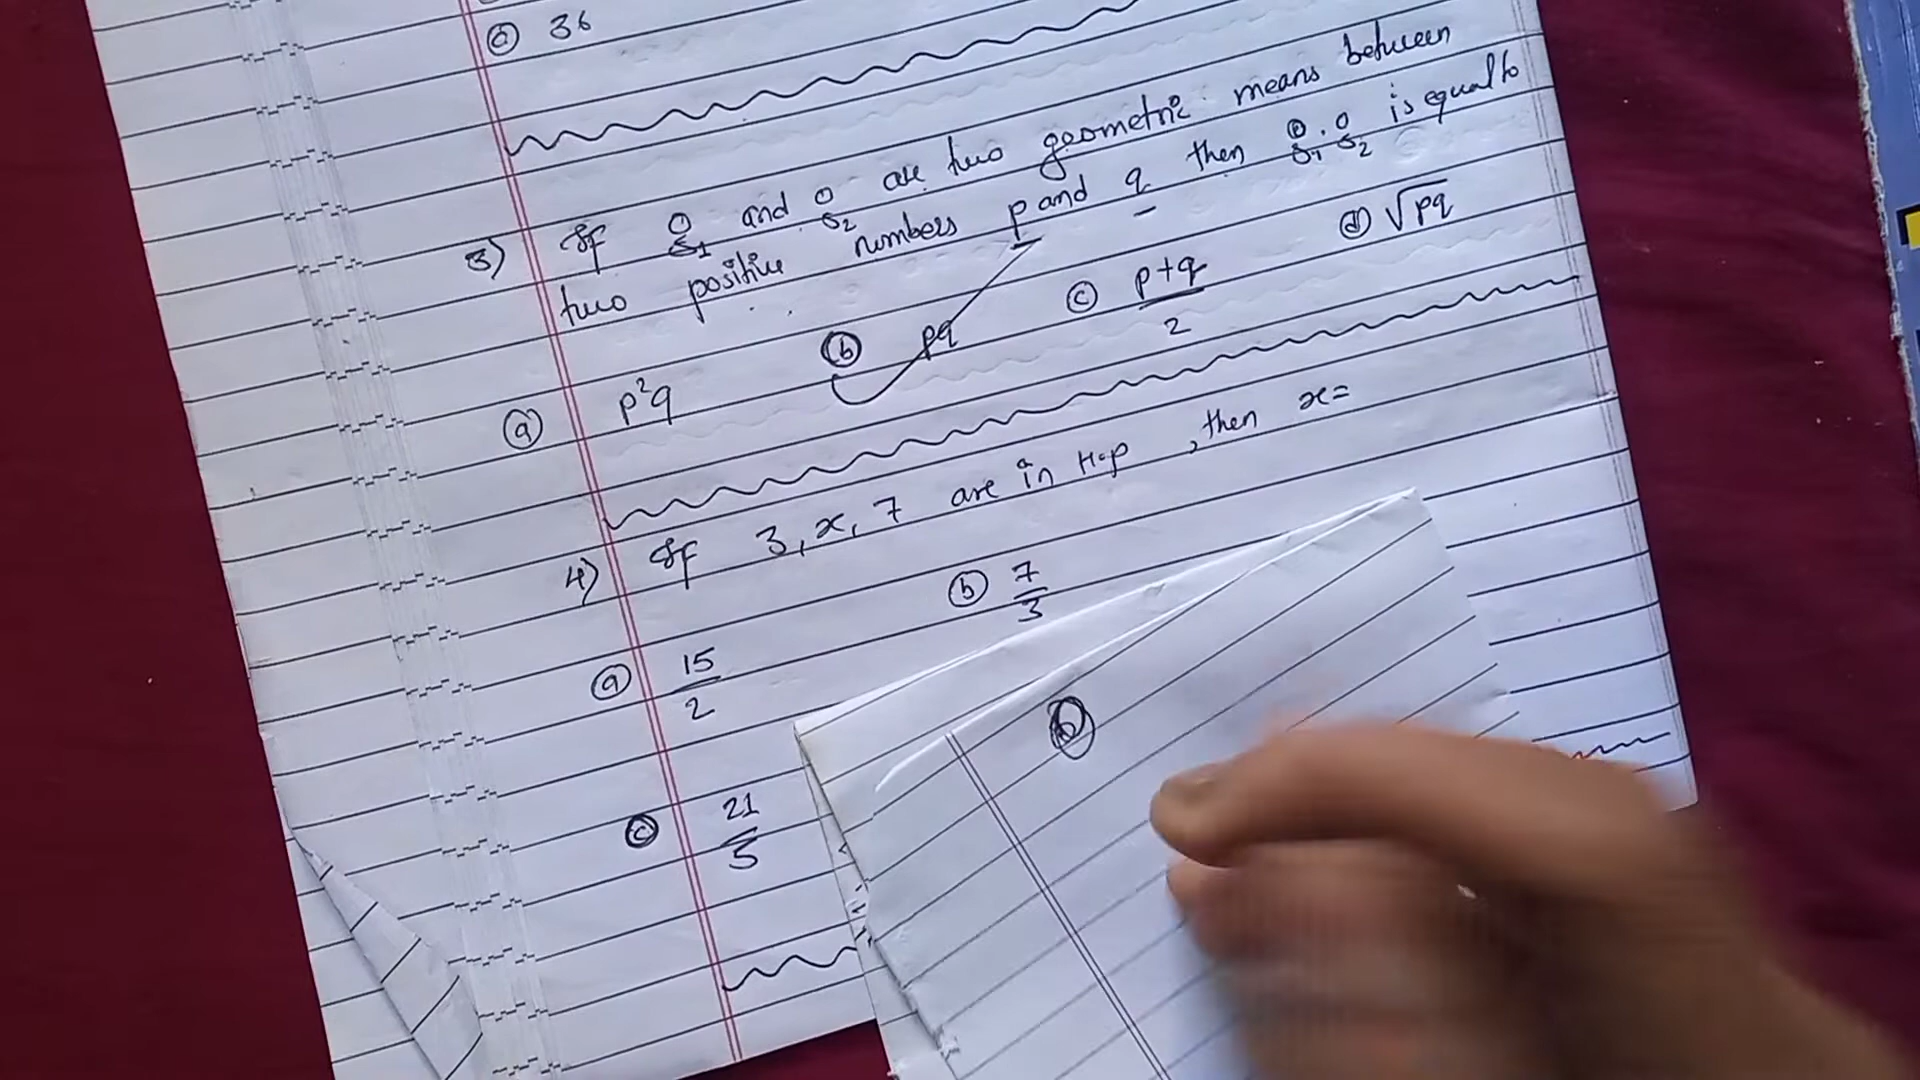 ⓒ 36
3) If g1 and g2 are two geometric means between
two positive numbers p and q then g1.g2 is equal to
ⓐ p²q ⓑ pq ⓒ p+q/2 ⓓ √pq
4) If 3, x, 7 are in H.p, then x=
ⓐ 15/2 ⓑ 7/3
ⓒ 21/5
ⓑ